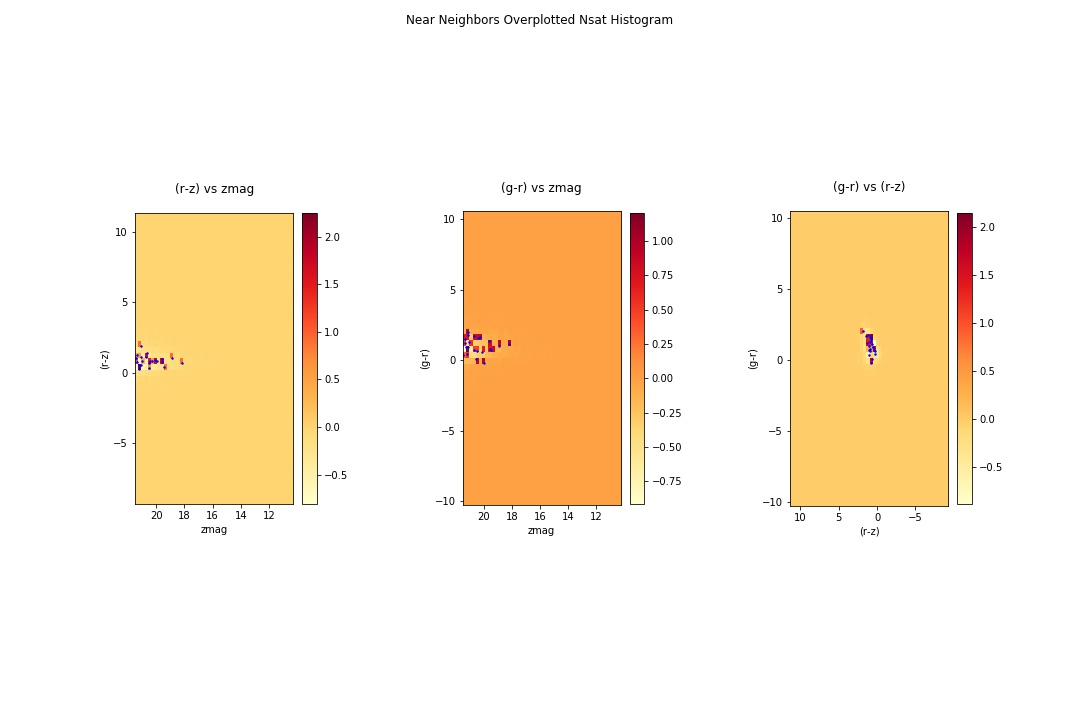 Near Neighbors Overplotted Nsat Histogram
(r-z) vs zmag
10
5
0
−5
(r-z)
20 18 16 14 12
zmag
2.0
1.5
1.0
0.5
0.0
−0.5
(g-r) vs zmag
10
5
0
−5
−10
(g-r)
20 18 16 14 12
zmag
1.00
0.75
0.50
0.25
0.00
−0.25
−0.50
−0.75
(g-r) vs (r-z)
10
5
0
−5
−10
(g-r)
10 5 0 −5
(r-z)
2.0
1.5
1.0
0.5
0.0
−0.5